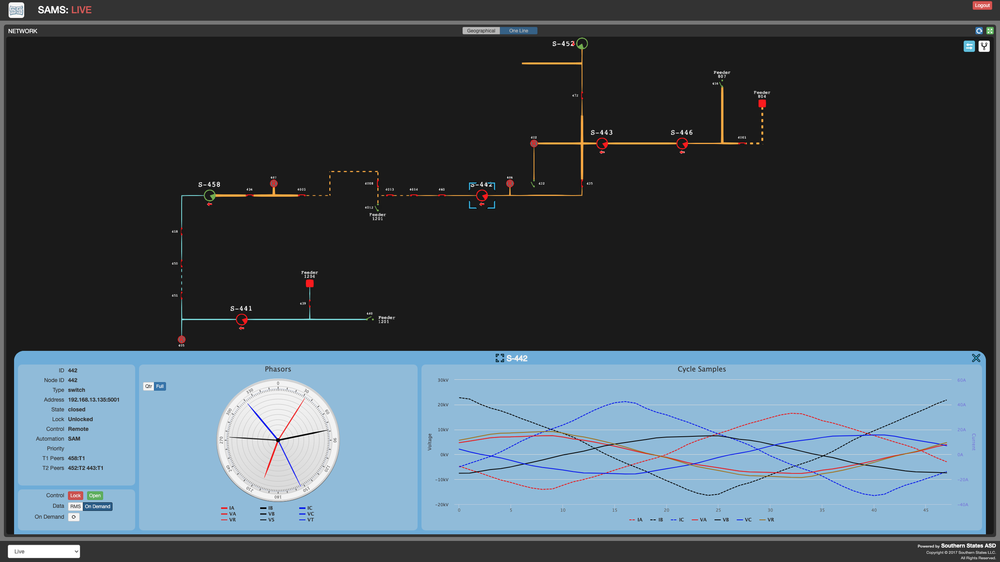 SS
SAMS: LIVE
Logout
NETWORK
Geographical
One Line
S-452
472
Feeder
807
456
Feeder
804
S-443
S-446
4001
402
R
432
435
S-458
434
407
R
4005
4008
4013
4014
460
S-442
406
R
4012
Feeder
1201
418
450
451
Feeder
1204
439
S-441
440
Feeder
1201
R
405
S-442
ID 442
Node ID 442
Type switch
Address 192.168.13.135:5001
State closed
Lock Unlocked
Control Remote
Automation SAM
Priority
T1 Peers 458:T1
T2 Peers 452:T2 443:T1
Control Lock Open
Data RMS On Demand
On Demand
Phasors
Qtr Full
0
30
60
90
120
150
180
210
240
270
300
330
IA IB IC
VA VB VC
VR VS VT
Cycle Samples
30kV 60A
20kV 40A
10kV 20A
0kV 0A
-10kV -20A
-20kV -40A
Voltage
Current
0 5 10 15 20 25 30 35 40 45
IA IB IC VA VB VC VR
Live
Powered by Southern States ASD
Copyright © 2017 Southern States LLC.
All Rights Reserved.